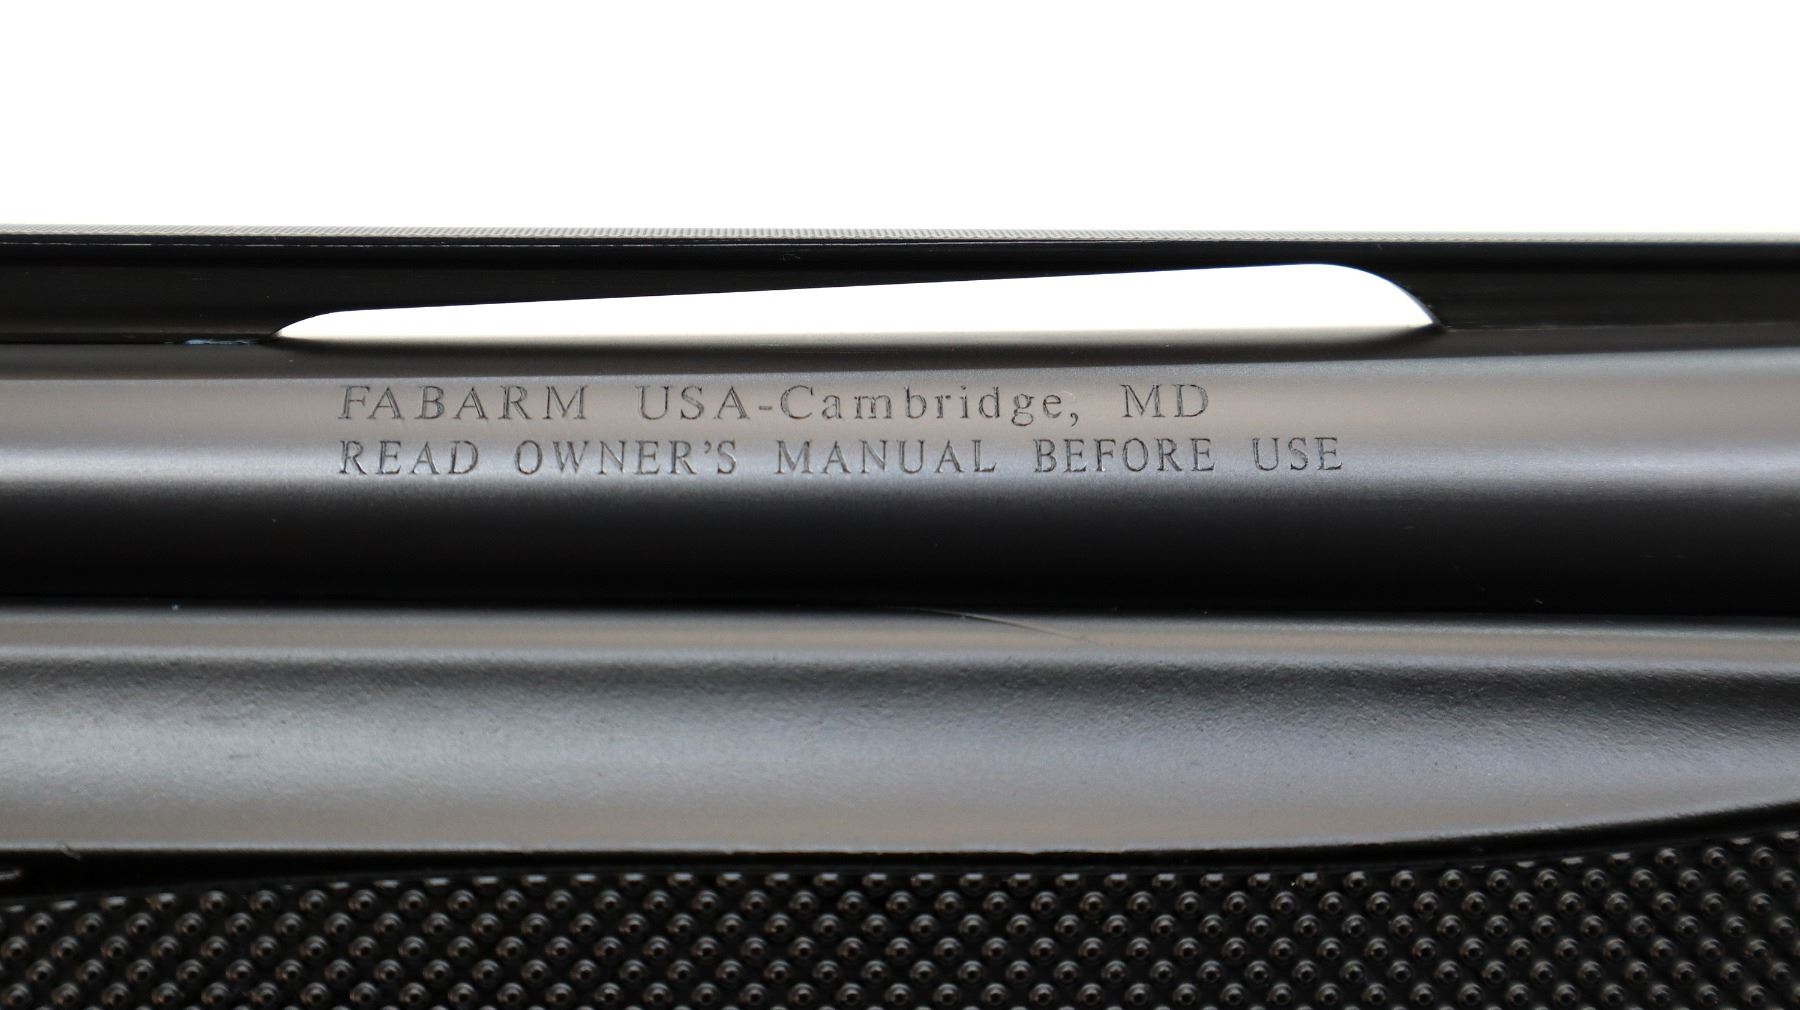 FABARM USA-Cambridge, MD
READ OWNER'S MANUAL BEFORE USE